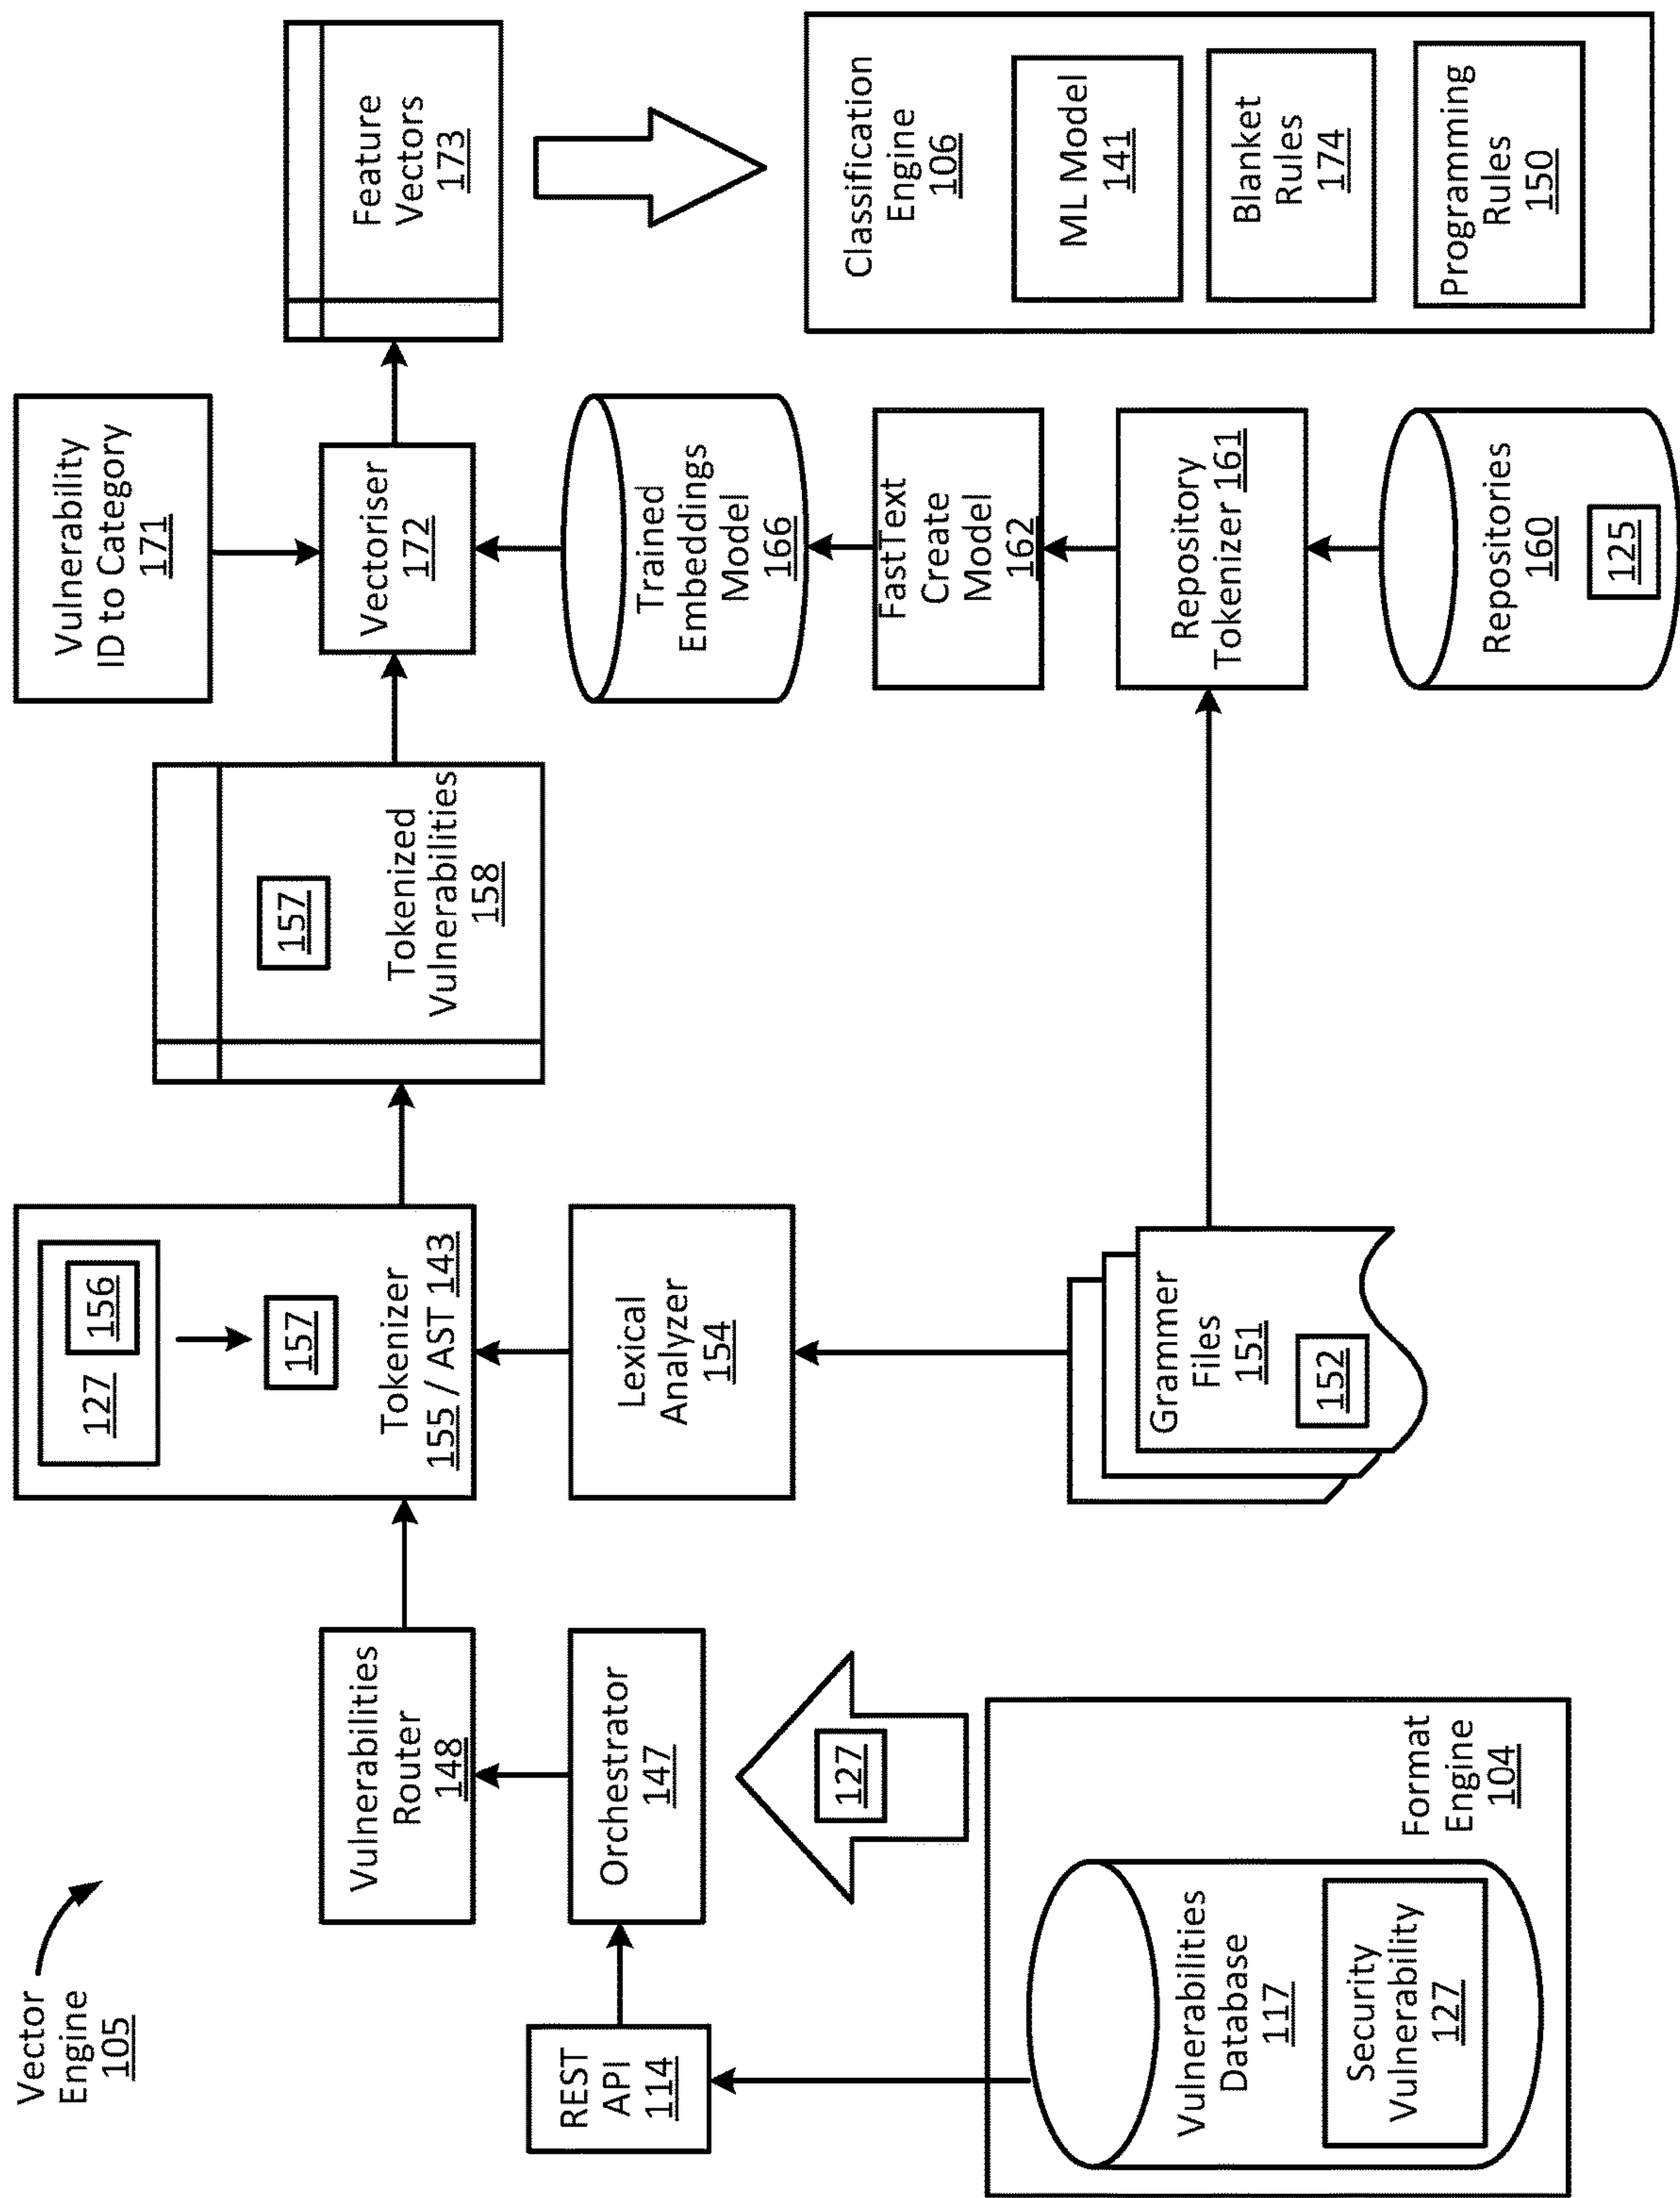 Vector
Engine
105
REST
API
114
Vulnerabilities
Router
148
Orchestrator
147
127
Vulnerabilities
Database
117
Security
Vulnerability
127
Format
Engine
104
127
156
157
Tokenizer
155 / AST 143
Lexical
Analyzer
154
Grammer
Files
151
152
157
Tokenized
Vulnerabilities
158
Vulnerability
ID to Category
171
Vectoriser
172
Trained
Embeddings
Model
166
FastText
Create
Model
162
Repository
Tokenizer 161
Repositories
160
125
Feature
Vectors
173
Classification
Engine
106
ML Model
141
Blanket
Rules
174
Programming
Rules
150